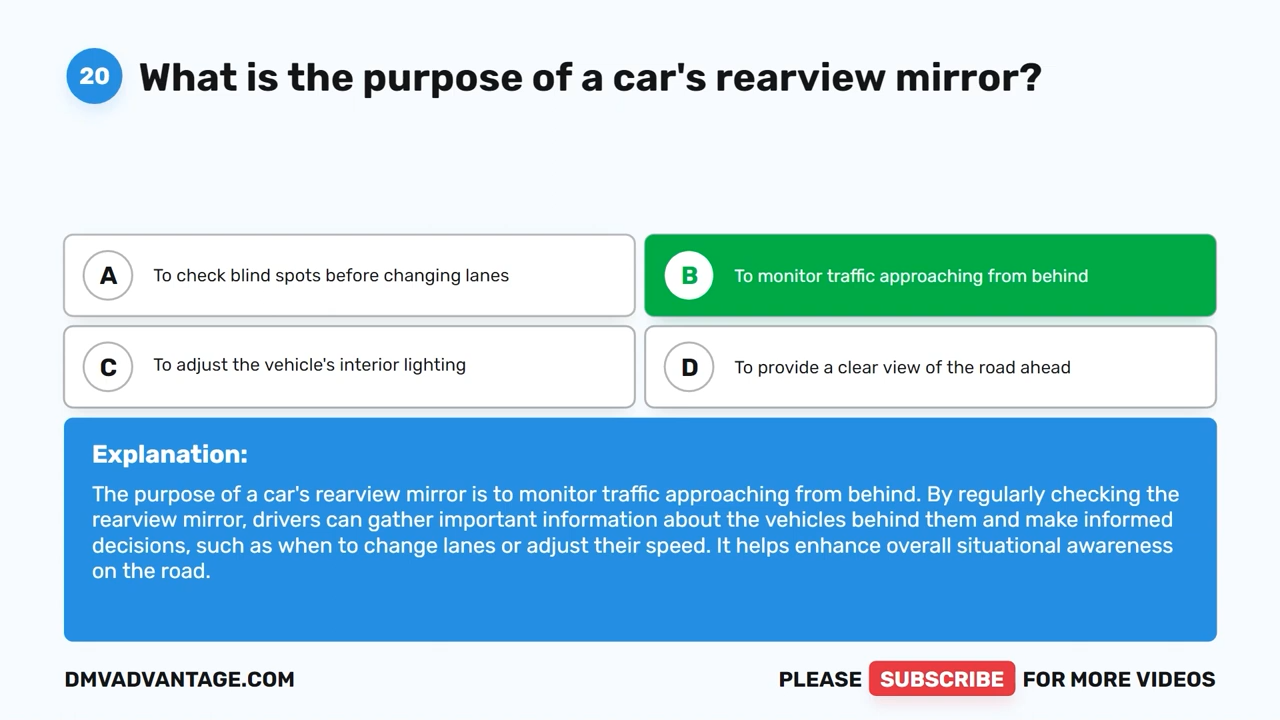 20 What is the purpose of a car's rearview mirror?
A To check blind spots before changing lanes
B To monitor traffic approaching from behind
C To adjust the vehicle's interior lighting
D To provide a clear view of the road ahead
Explanation:
The purpose of a car's rearview mirror is to monitor traffic approaching from behind. By regularly checking the
rearview mirror, drivers can gather important information about the vehicles behind them and make informed
decisions, such as when to change lanes or adjust their speed. It helps enhance overall situational awareness
on the road.
DMVADVANTAGE.COM
PLEASE SUBSCRIBE FOR MORE VIDEOS